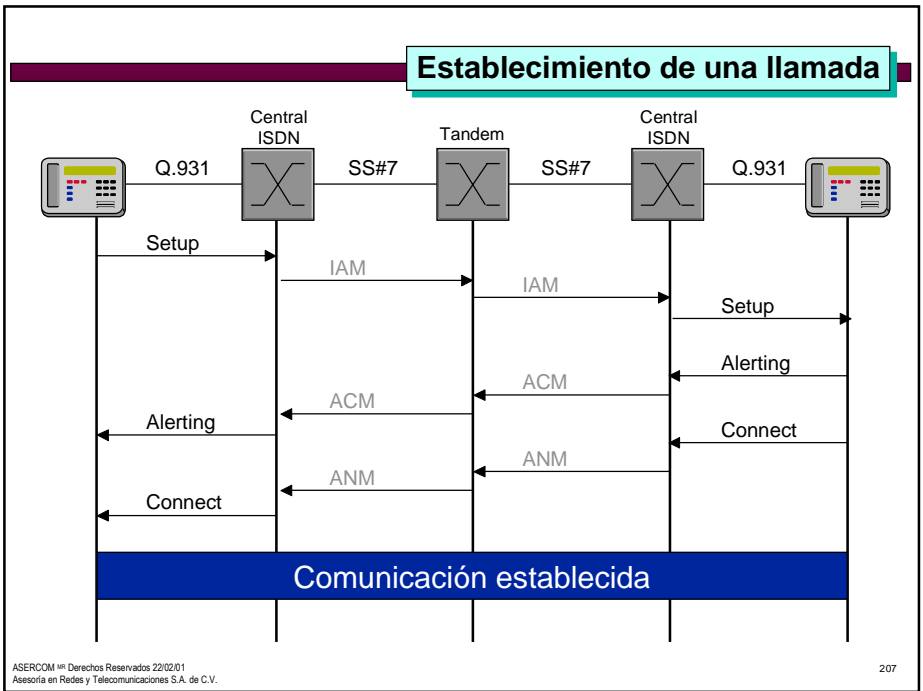 Establecimiento de una llamada
Central
ISDN
Tandem
Central
ISDN
Q.931
SS#7
SS#7
Q.931
Setup
IAM
IAM
Setup
Alerting
ACM
ACM
Alerting
Connect
ANM
ANM
Connect
Comunicación establecida
ASERCOM MR Derechos Reservados 22/02/01
Asesoría en Redes y Telecomunicaciones S.A. de C.V.
207